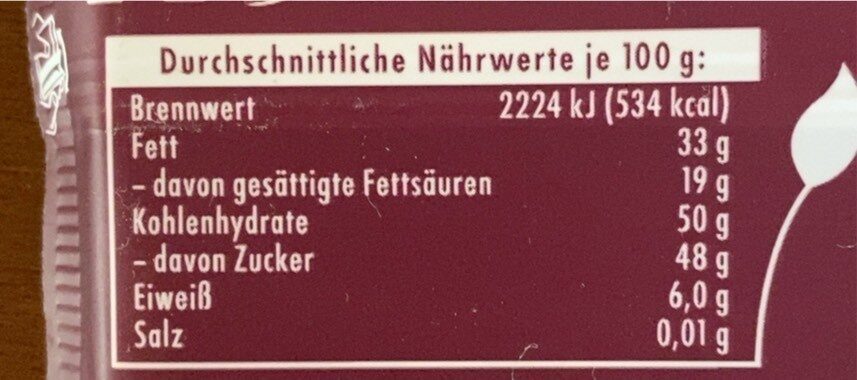 Durchschnittliche Nährwerte je 100 g:
Brennwert 2224 kJ (534 kcal)
Fett 33 g
– davon gesättigte Fettsäuren 19 g
Kohlenhydrate 50 g
– davon Zucker 48 g
Eiweiß 6,0 g
Salz 0,01 g